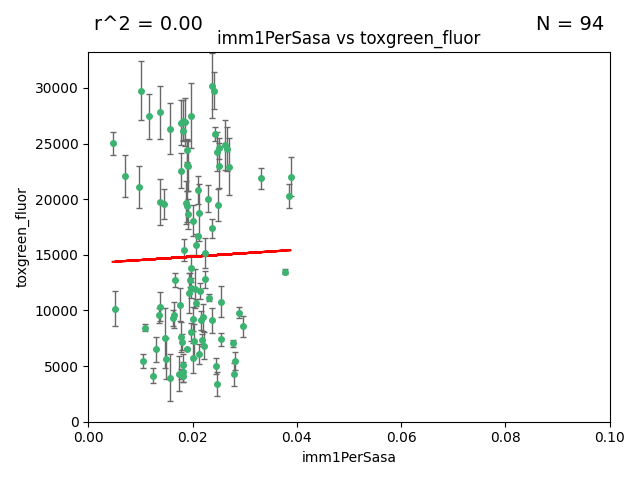 r^2 = 0.00
N = 94
imm1PerSasa vs toxgreen_fluor
toxgreen_fluor
30000
25000
20000
15000
10000
5000
0
0.00 0.02 0.04 0.06 0.08 0.10
imm1PerSasa